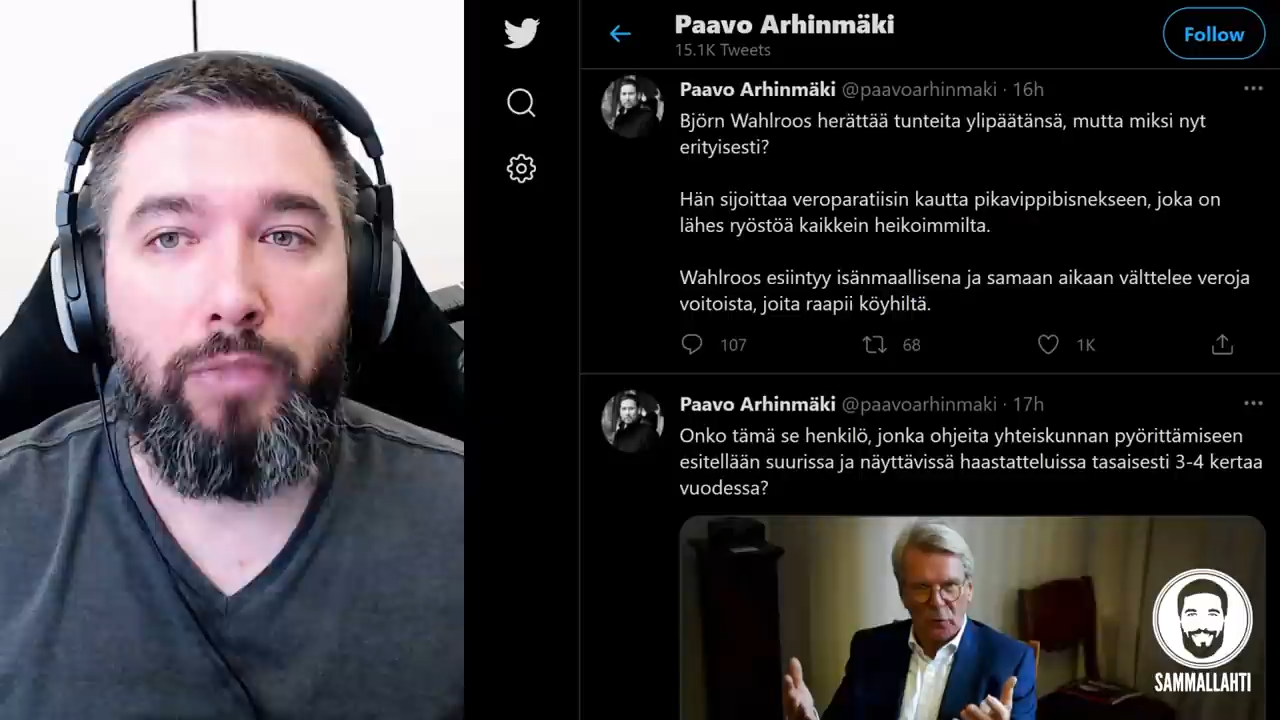 Paavo Arhinmäki
15.1K Tweets
Follow
Paavo Arhinmäki @paavoarhinmaki · 16h
Björn Wahlroos herättää tunteita ylipäätänsä, mutta miksi nyt
erityisesti?
Hän sijoittaa veroparatiisin kautta pikavippibisnekseen, joka on
lähes ryöstöä kaikkein heikoimmilta.
Wahlroos esiintyy isänmaallisena ja samaan aikaan välttelee veroja
voitoista, joita raapii köyhiltä.
107 68 1K
Paavo Arhinmäki @paavoarhinmaki · 17h
Onko tämä se henkilö, jonka ohjeita yhteiskunnan pyörittämiseen
esitellään suurissa ja näyttävissä haastatteluissa tasaisesti 3-4 kertaa
vuodessa?
SAMMALLAHTI